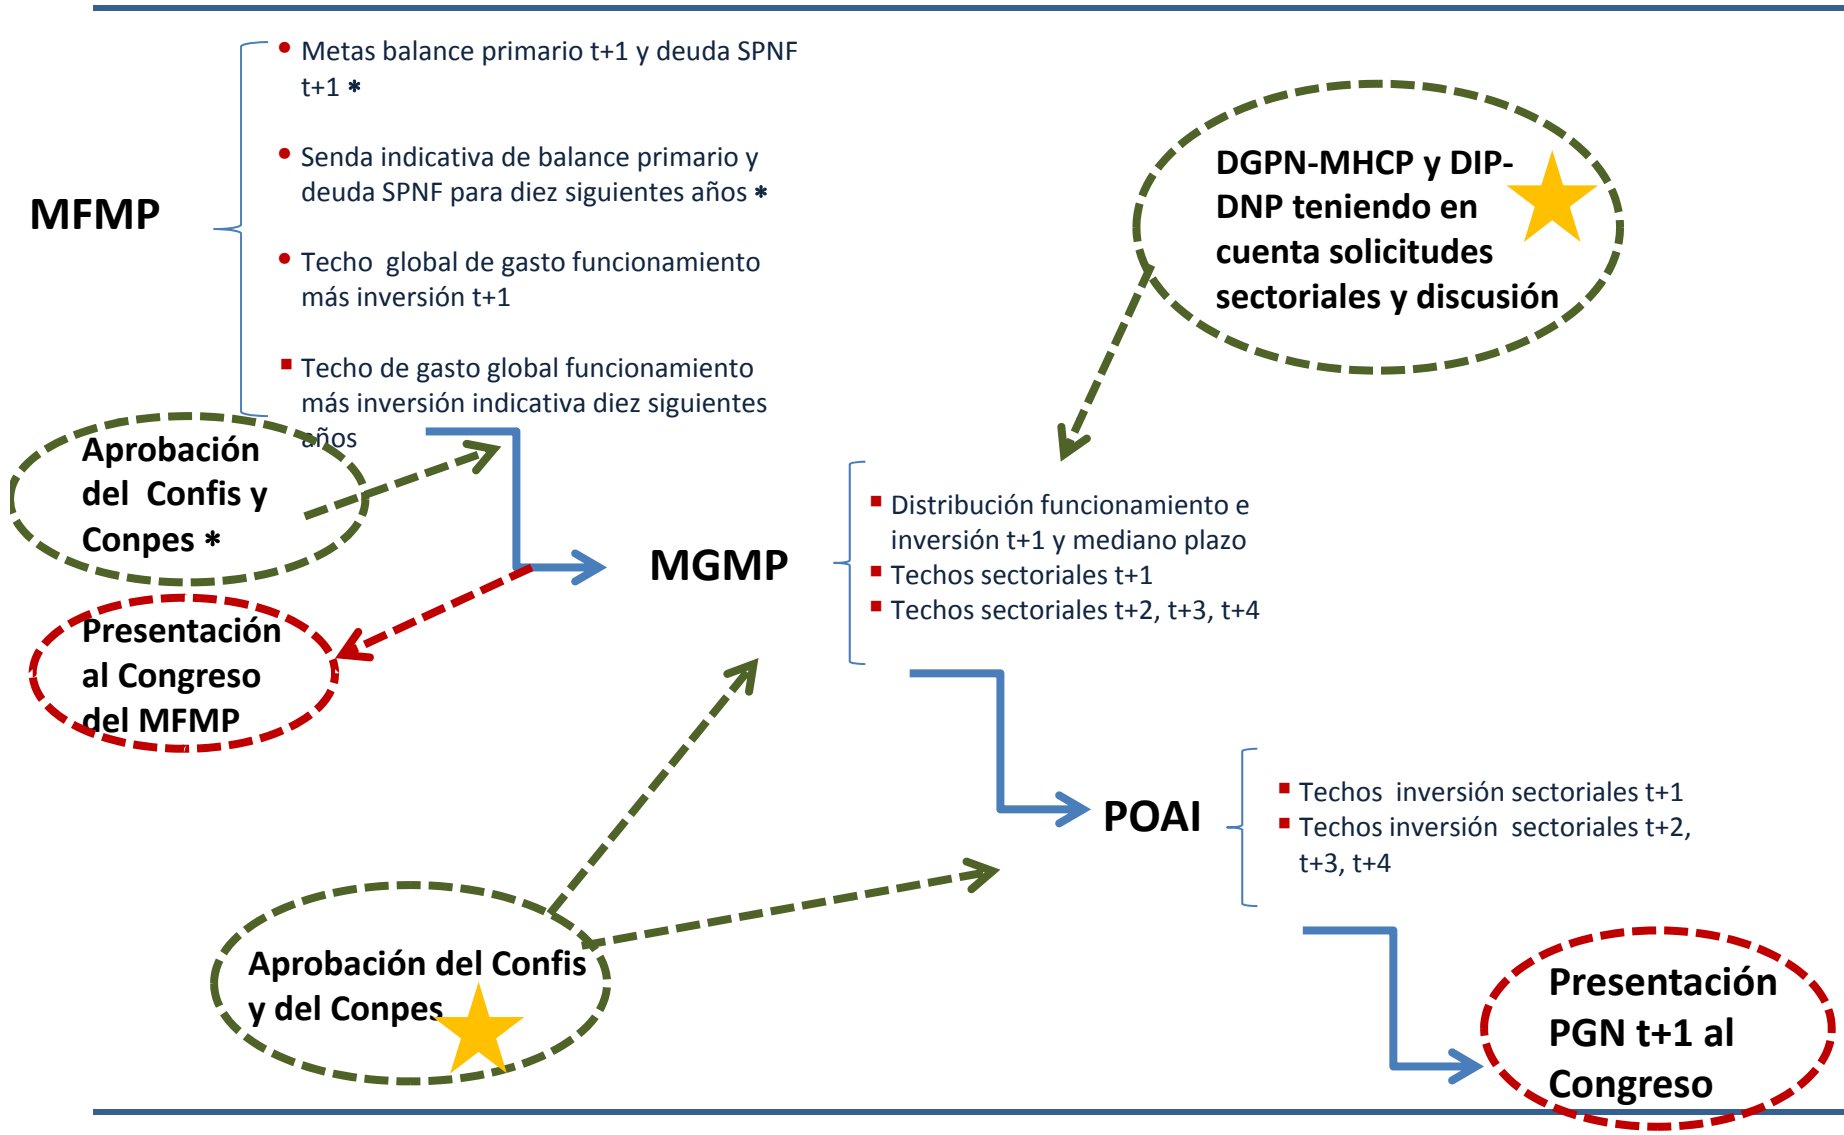 • Metas balance primario t+1 y deuda SPNF
t+1 *
• Senda indicativa de balance primario y
deuda SPNF para diez siguientes años *
MFMP
• Techo global de gasto funcionamiento
más inversión t+1
▪ Techo de gasto global funcionamiento
más inversión indicativa diez siguientes
años
DGPN-MHCP y DIP-
DNP teniendo en
cuenta solicitudes
sectoriales y discusión
Aprobación
del Confis y
Conpes *
Presentación
al Congreso
del MFMP
MGMP
▪ Distribución funcionamiento e
inversión t+1 y mediano plazo
▪ Techos sectoriales t+1
▪ Techos sectoriales t+2, t+3, t+4
POAI
▪ Techos inversión sectoriales t+1
▪ Techos inversión sectoriales t+2,
t+3, t+4
Aprobación del Confis
y del Conpes
Presentación
PGN t+1 al
Congreso